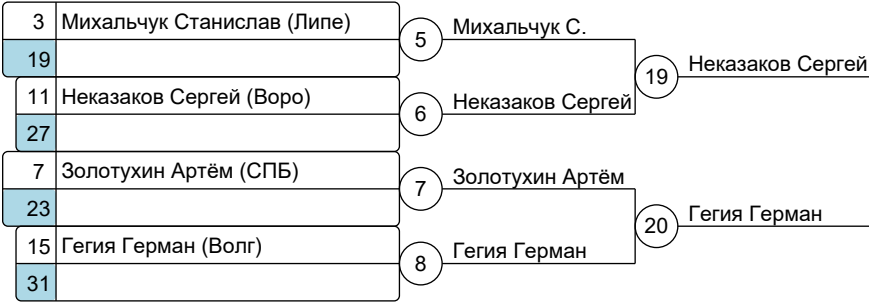 3 Михальчук Станислав (Липе)
19
5 Михальчук С.
11 Неказаков Сергей (Воро)
27
6 Неказаков Сергей
19 Неказаков Сергей
7 Золотухин Артём (СПБ)
23
7 Золотухин Артём
15 Гегия Герман (Волг)
31
8 Гегия Герман
20 Гегия Герман